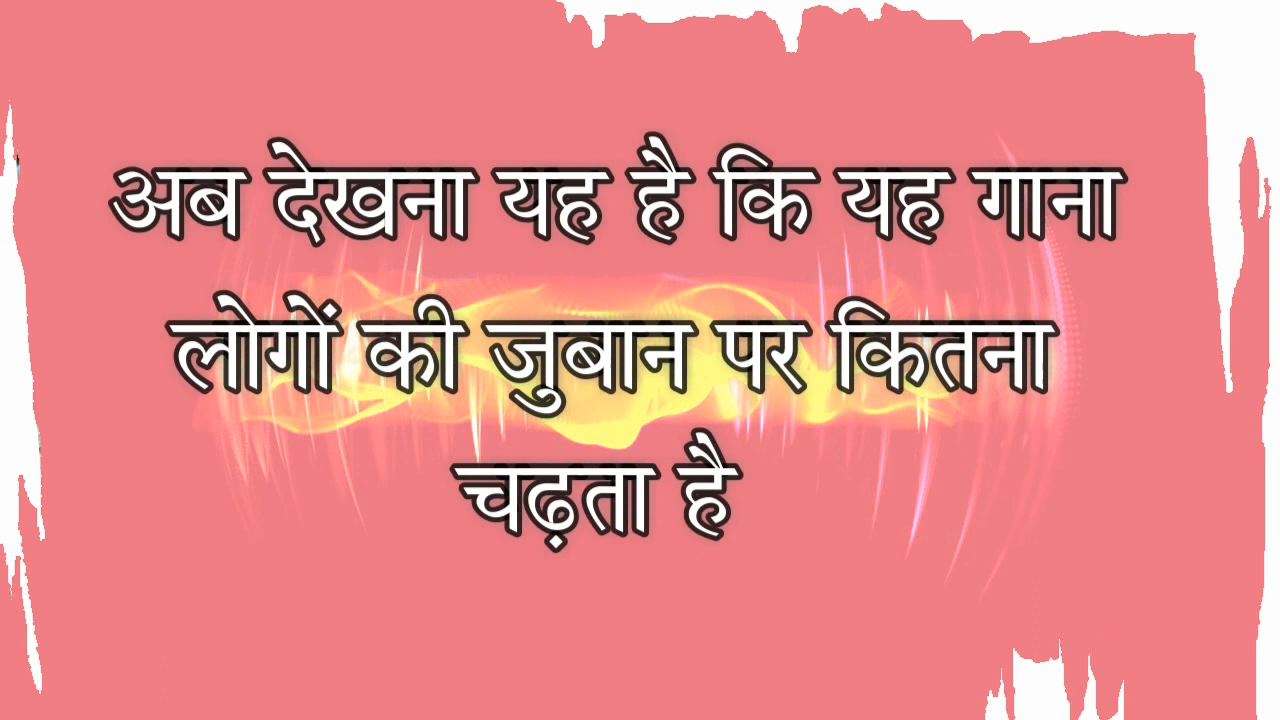 अब देखना यह है कि यह गाना
लोगों की जुबान पर कितना
चढ़ता है